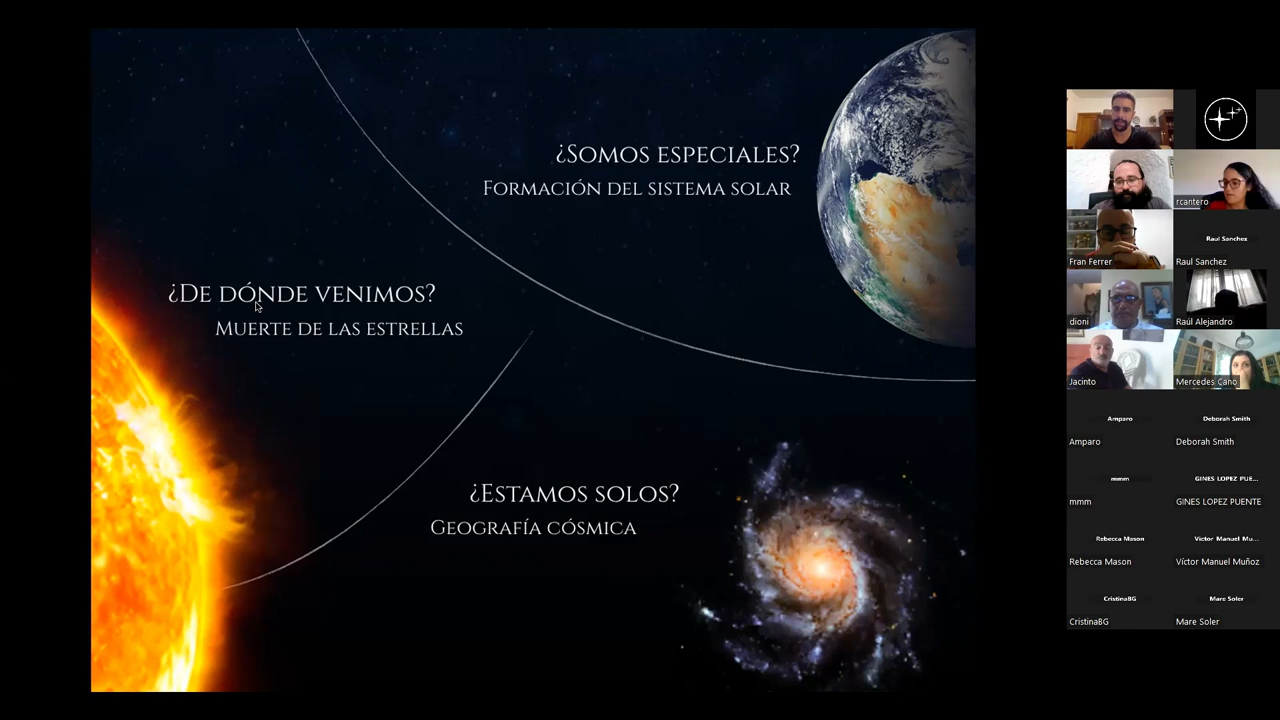 ¿Somos especiales?
Formación del sistema solar
¿De dónde venimos?
Muerte de las estrellas
¿Estamos solos?
Geografía cósmica
rcantero
Fran Ferrer
Raul Sanchez
Raul Sanchez
dioni
Raúl Alejandro
Jacinto
Mercedes Cano
Amparo
Deborah Smith
Amparo
Deborah Smith
mmm
GINES LOPEZ PUE...
mmm
GINES LOPEZ PUENTE
Rebecca Mason
Víctor Manuel Mu...
Rebecca Mason
Víctor Manuel Muñoz
CristinaBG
Mare Soler
CristinaBG
Mare Soler